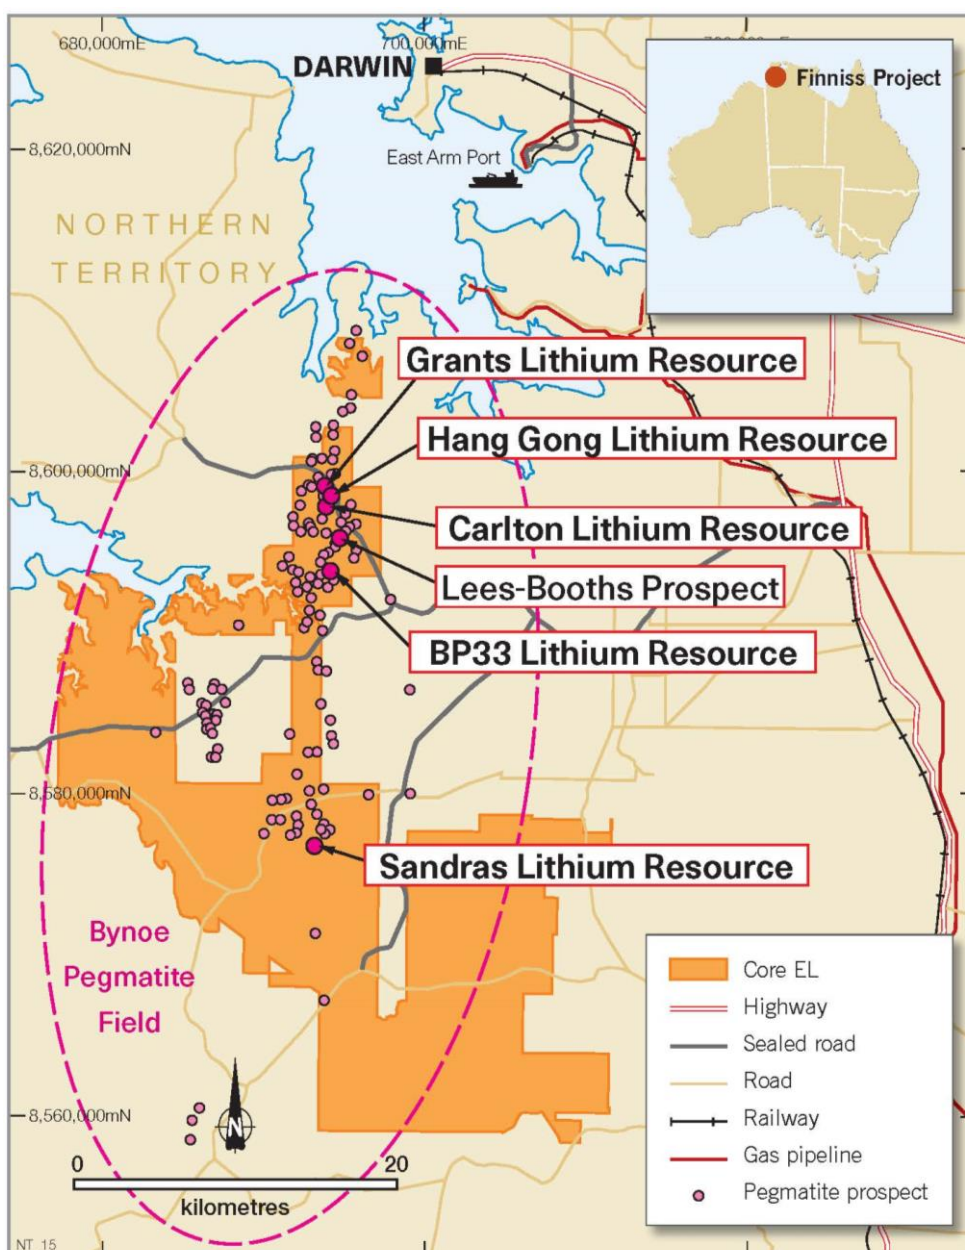 680,000mE
700,000mE
DARWIN
Finniss Project
8,620,000mN
East Arm Port
NORTHERN
TERRITORY
Grants Lithium Resource
Hang Gong Lithium Resource
8,600,000mN
Carlton Lithium Resource
Lees-Booths Prospect
BP33 Lithium Resource
8,580,000mN
Sandras Lithium Resource
Bynoe
Pegmatite
Field
8,560,000mN
N
0 20
kilometres
Core EL
Highway
Sealed road
Road
Railway
Gas pipeline
Pegmatite prospect
NT 15